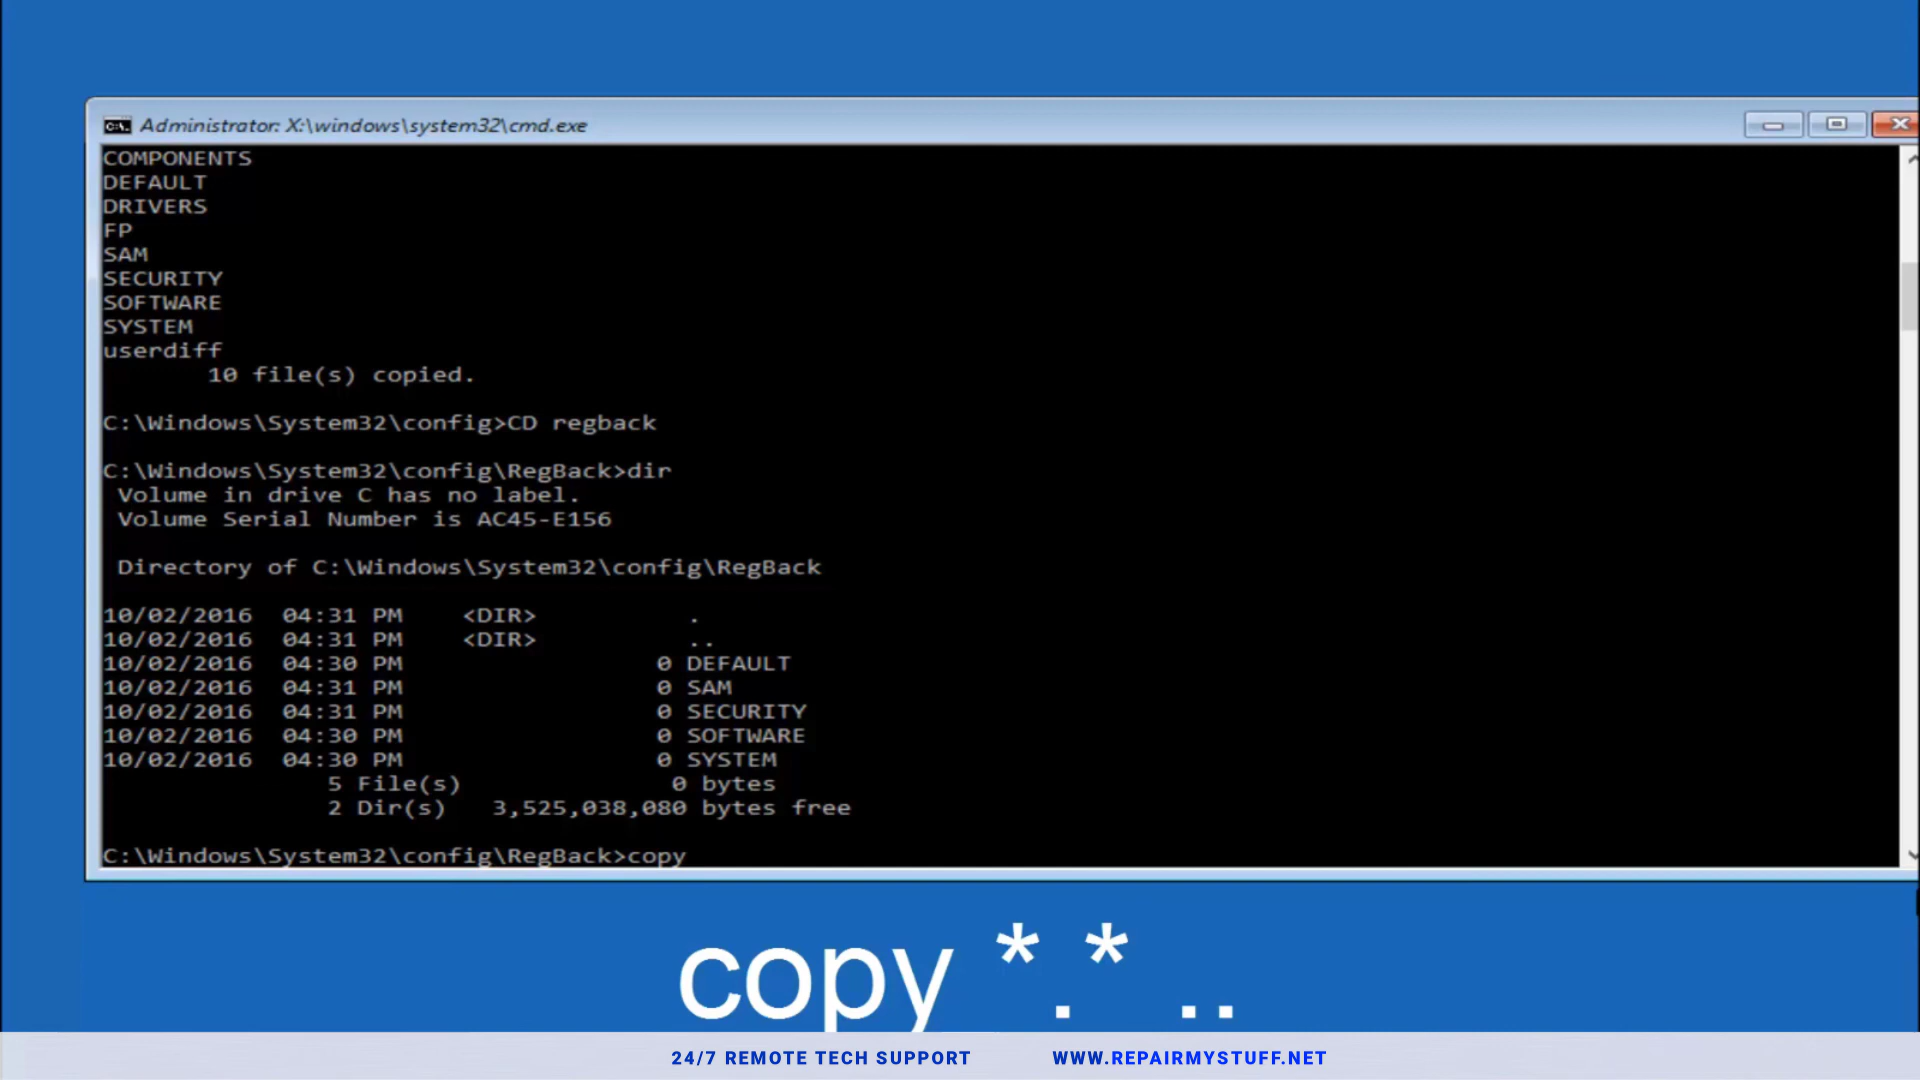 Administrator: X:\windows\system32\cmd.exe
COMPONENTS
DEFAULT
DRIVERS
FP
SAM
SECURITY
SOFTWARE
SYSTEM
userdiff
10 file(s) copied.
C:\Windows\System32\config>CD regback
C:\Windows\System32\config\RegBack>dir
Volume in drive C has no label.
Volume Serial Number is AC45-E156
Directory of C:\Windows\System32\config\RegBack
10/02/2016 04:31 PM <DIR> .
10/02/2016 04:31 PM <DIR> ..
10/02/2016 04:30 PM 0 DEFAULT
10/02/2016 04:31 PM 0 SAM
10/02/2016 04:31 PM 0 SECURITY
10/02/2016 04:30 PM 0 SOFTWARE
10/02/2016 04:30 PM 0 SYSTEM
5 File(s) 0 bytes
2 Dir(s) 3,525,038,080 bytes free
C:\Windows\System32\config\RegBack>copy
copy *.* ..
24/7 REMOTE TECH SUPPORT WWW.REPAIRMYSTUFF.NET